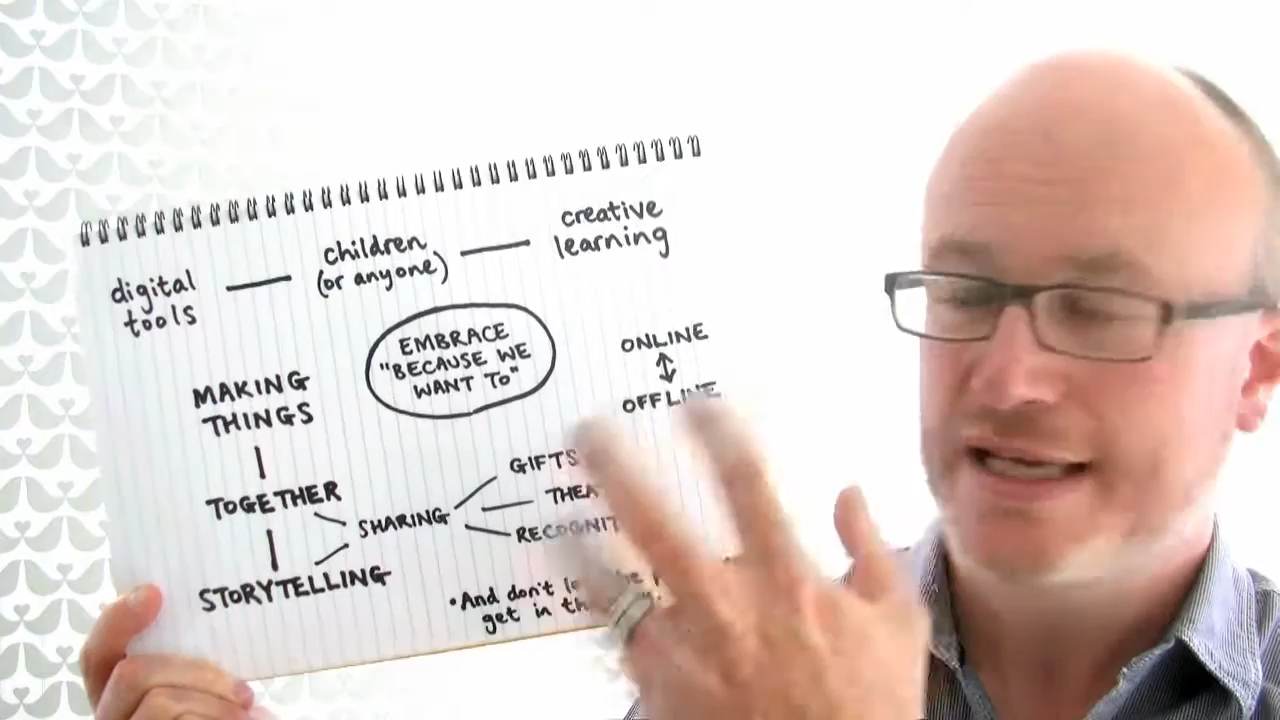 digital
tools
children
(or anyone)
creative
learning
EMBRACE
"BECAUSE WE
WANT TO"
ONLINE
OFFLINE
MAKING
THINGS
TOGETHER
STORYTELLING
SHARING
GIFTS
•And don't
get in